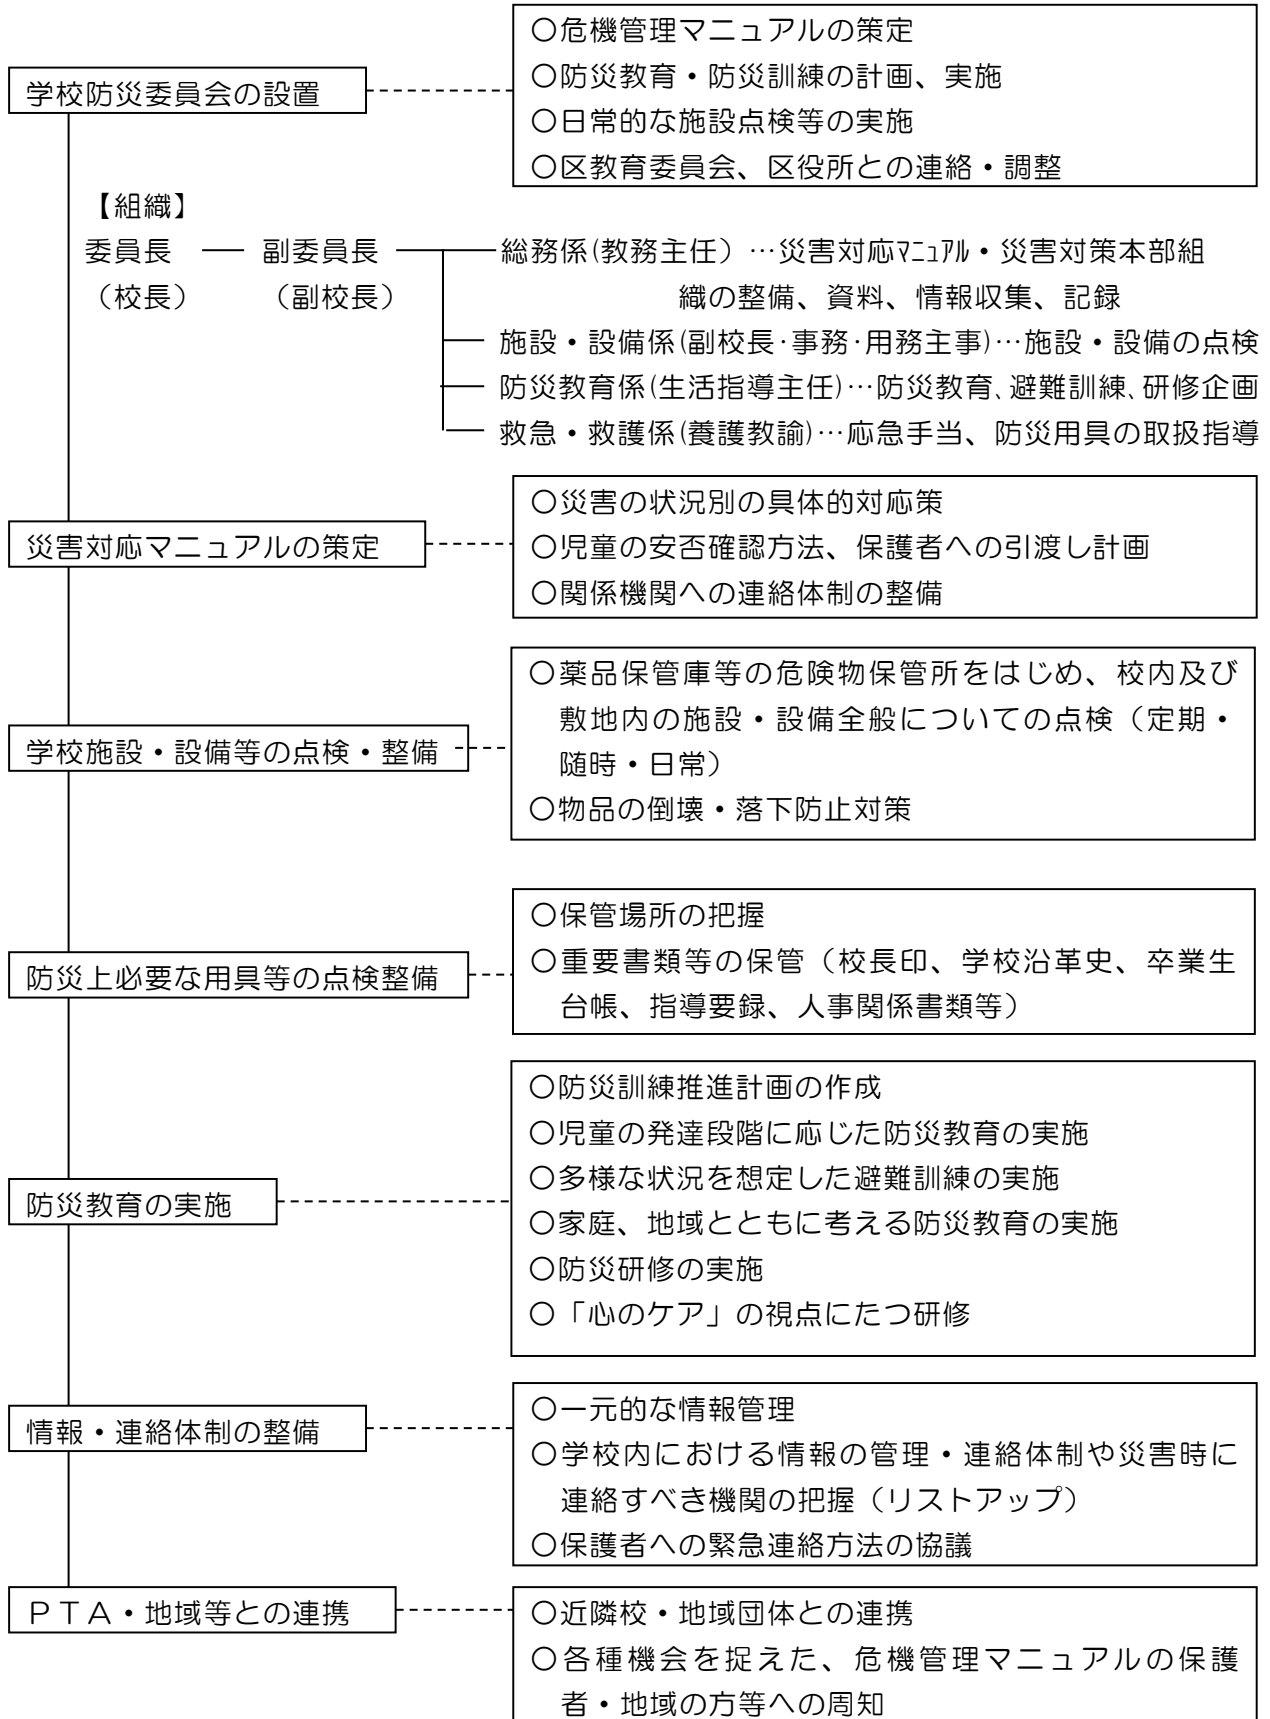 学校防災委員会の設置
〇危機管理マニュアルの策定
〇防災教育・防災訓練の計画、実施
〇日常的な施設点検等の実施
〇区教育委員会、区役所との連絡・調整
【組織】
委員長 ── 副委員長 ── 総務係(教務主任）…災害対応ﾏﾆｭｱﾙ・災害対策本部組
（校長） （副校長） 織の整備、資料、情報収集、記録
施設・設備係(副校長･事務･用務主事)…施設・設備の点検
防災教育係(生活指導主任)…防災教育､避難訓練､研修企画
救急・救護係(養護教諭)…応急手当、防災用具の取扱指導
災害対応マニュアルの策定
〇災害の状況別の具体的対応策
〇児童の安否確認方法、保護者への引渡し計画
〇関係機関への連絡体制の整備
学校施設・設備等の点検・整備
〇薬品保管庫等の危険物保管所をはじめ、校内及び
敷地内の施設・設備全般についての点検（定期・
随時・日常）
〇物品の倒壊・落下防止対策
防災上必要な用具等の点検整備
〇保管場所の把握
〇重要書類等の保管（校長印、学校沿革史、卒業生
台帳、指導要録、人事関係書類等）
防災教育の実施
〇防災訓練推進計画の作成
〇児童の発達段階に応じた防災教育の実施
〇多様な状況を想定した避難訓練の実施
〇家庭、地域とともに考える防災教育の実施
〇防災研修の実施
〇「心のケア」の視点にたつ研修
情報・連絡体制の整備
〇一元的な情報管理
〇学校内における情報の管理・連絡体制や災害時に
連絡すべき機関の把握（リストアップ）
〇保護者への緊急連絡方法の協議
ＰＴＡ・地域等との連携
〇近隣校・地域団体との連携
〇各種機会を捉えた、危機管理マニュアルの保護
者・地域の方等への周知